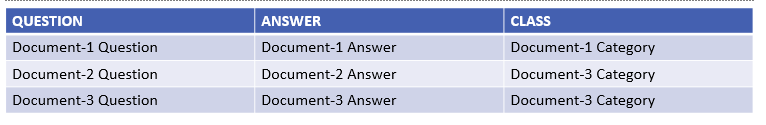 QUESTION ANSWER CLASS
Document-1 Question Document-1 Answer Document-1 Category
Document-2 Question Document-2 Answer Document-3 Category
Document-3 Question Document-3 Answer Document-3 Category